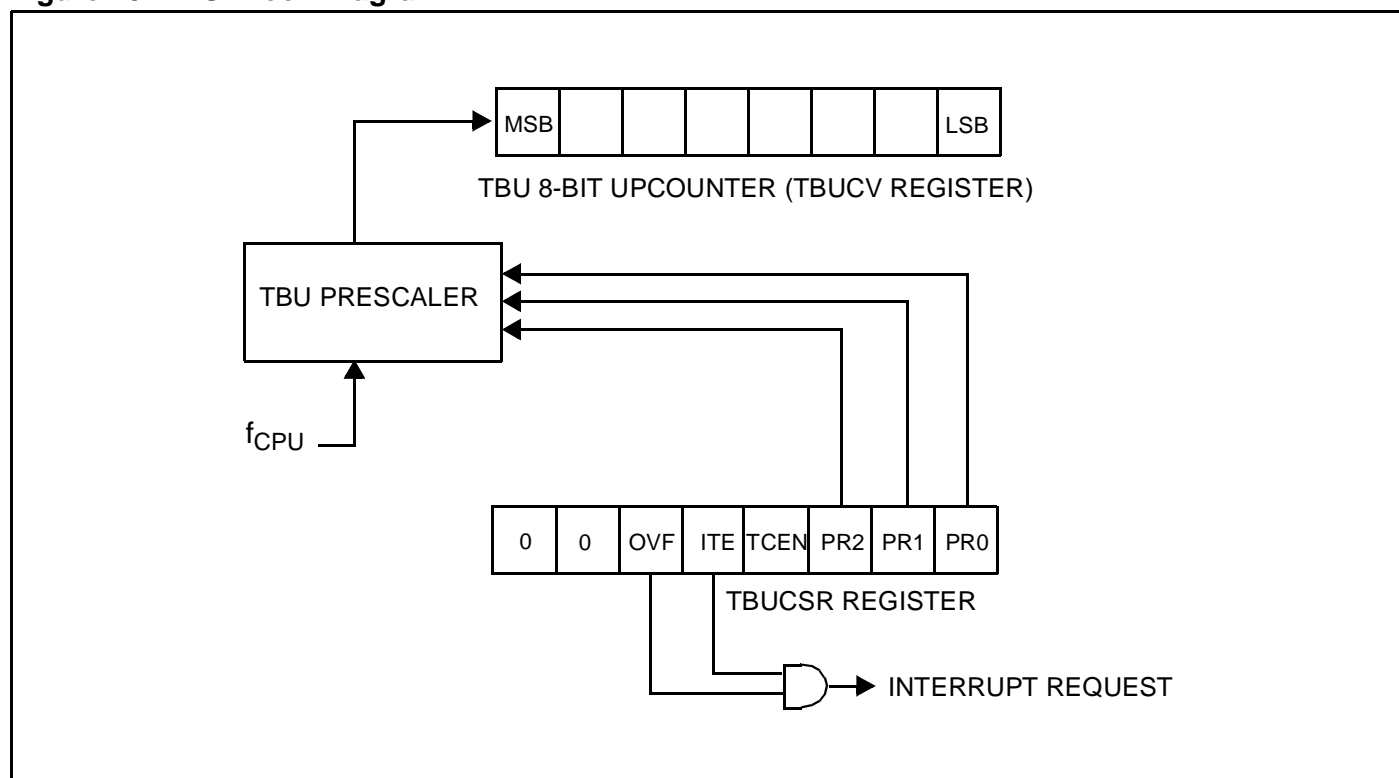 MSB LSB
TBU 8-BIT UPCOUNTER (TBUCV REGISTER)
TBU PRESCALER
fCPU
0 0 OVF ITE TCEN PR2 PR1 PR0
TBUCSR REGISTER
INTERRUPT REQUEST